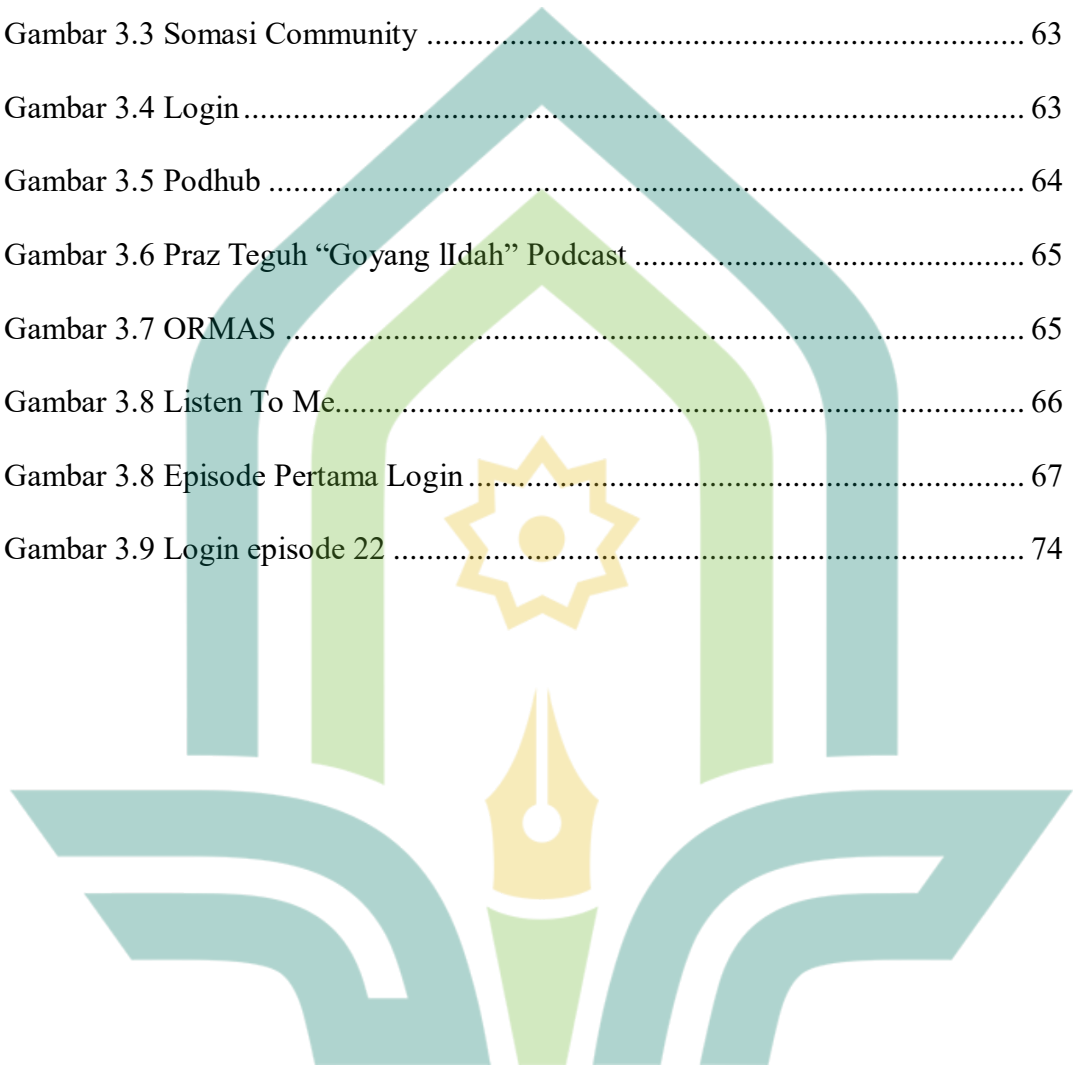 Gambar 3.3 Somasi Community ........................................................................ 63
Gambar 3.4 Login .............................................................................................. 63
Gambar 3.5 Podhub ........................................................................................... 64
Gambar 3.6 Praz Teguh “Goyang lIdah” Podcast ............................................... 65
Gambar 3.7 ORMAS ......................................................................................... 65
Gambar 3.8 Listen To Me................................................................................... 66
Gambar 3.8 Episode Pertama Login ................................................................... 67
Gambar 3.9 Login episode 22 ............................................................................ 74